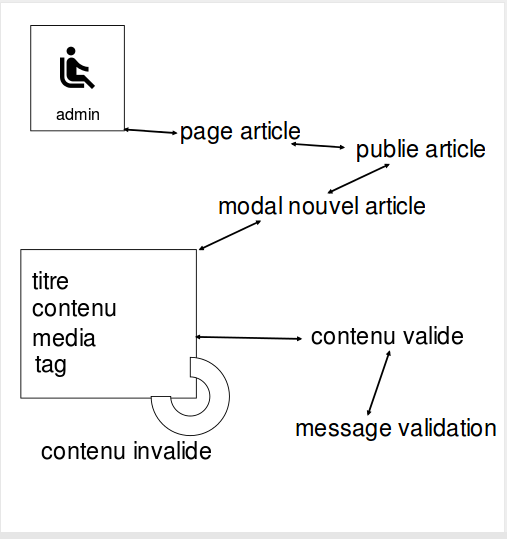 admin
page article
publie article
modal nouvel article
titre
contenu
media
tag
contenu valide
message validation
contenu invalide